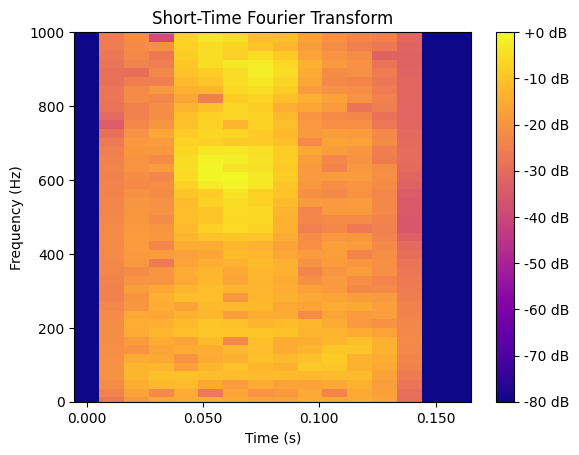 Short-Time Fourier Transform
1000
800
600
400
200
0
Frequency (Hz)
0.000
0.050
0.100
0.150
Time (s)
+0 dB
-10 dB
-20 dB
-30 dB
-40 dB
-50 dB
-60 dB
-70 dB
-80 dB